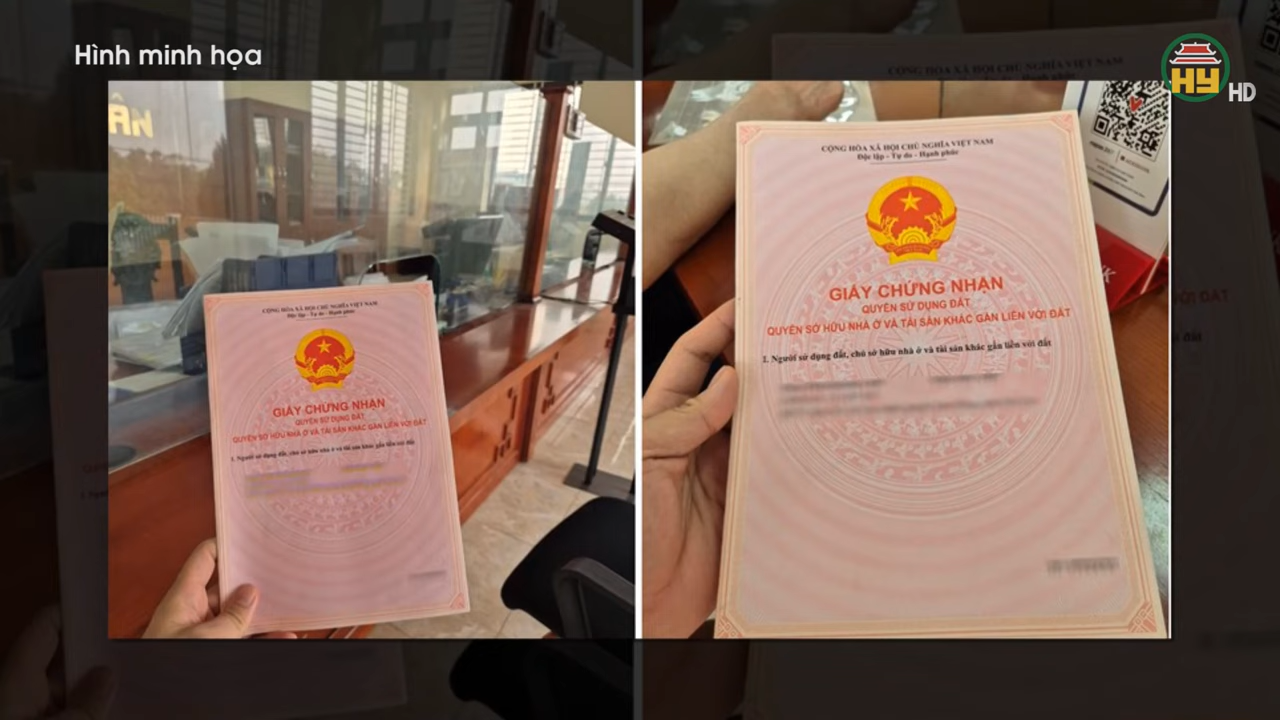 Hình minh họa
HY HD
ÂN
CỘNG HÒA XÃ HỘI CHỦ NGHĨA VIỆT NAM
Độc lập - Tự do - Hạnh phúc
GIẤY CHỨNG NHẬN
QUYỀN SỬ DỤNG ĐẤT
QUYỀN SỞ HỮU NHÀ Ở VÀ TÀI SẢN KHÁC GẮN LIỀN VỚI ĐẤT
I. Người sử dụng đất, chủ sở hữu nhà ở và tài sản khác gắn liền với đất
CỘNG HÒA XÃ HỘI CHỦ NGHĨA VIỆT NAM
Độc lập - Tự do - Hạnh phúc
GIẤY CHỨNG NHẬN
QUYỀN SỬ DỤNG ĐẤT
QUYỀN SỞ HỮU NHÀ Ở VÀ TÀI SẢN KHÁC GẮN LIỀN VỚI ĐẤT
I. Người sử dụng đất, chủ sở hữu nhà ở và tài sản khác gắn liền với đất